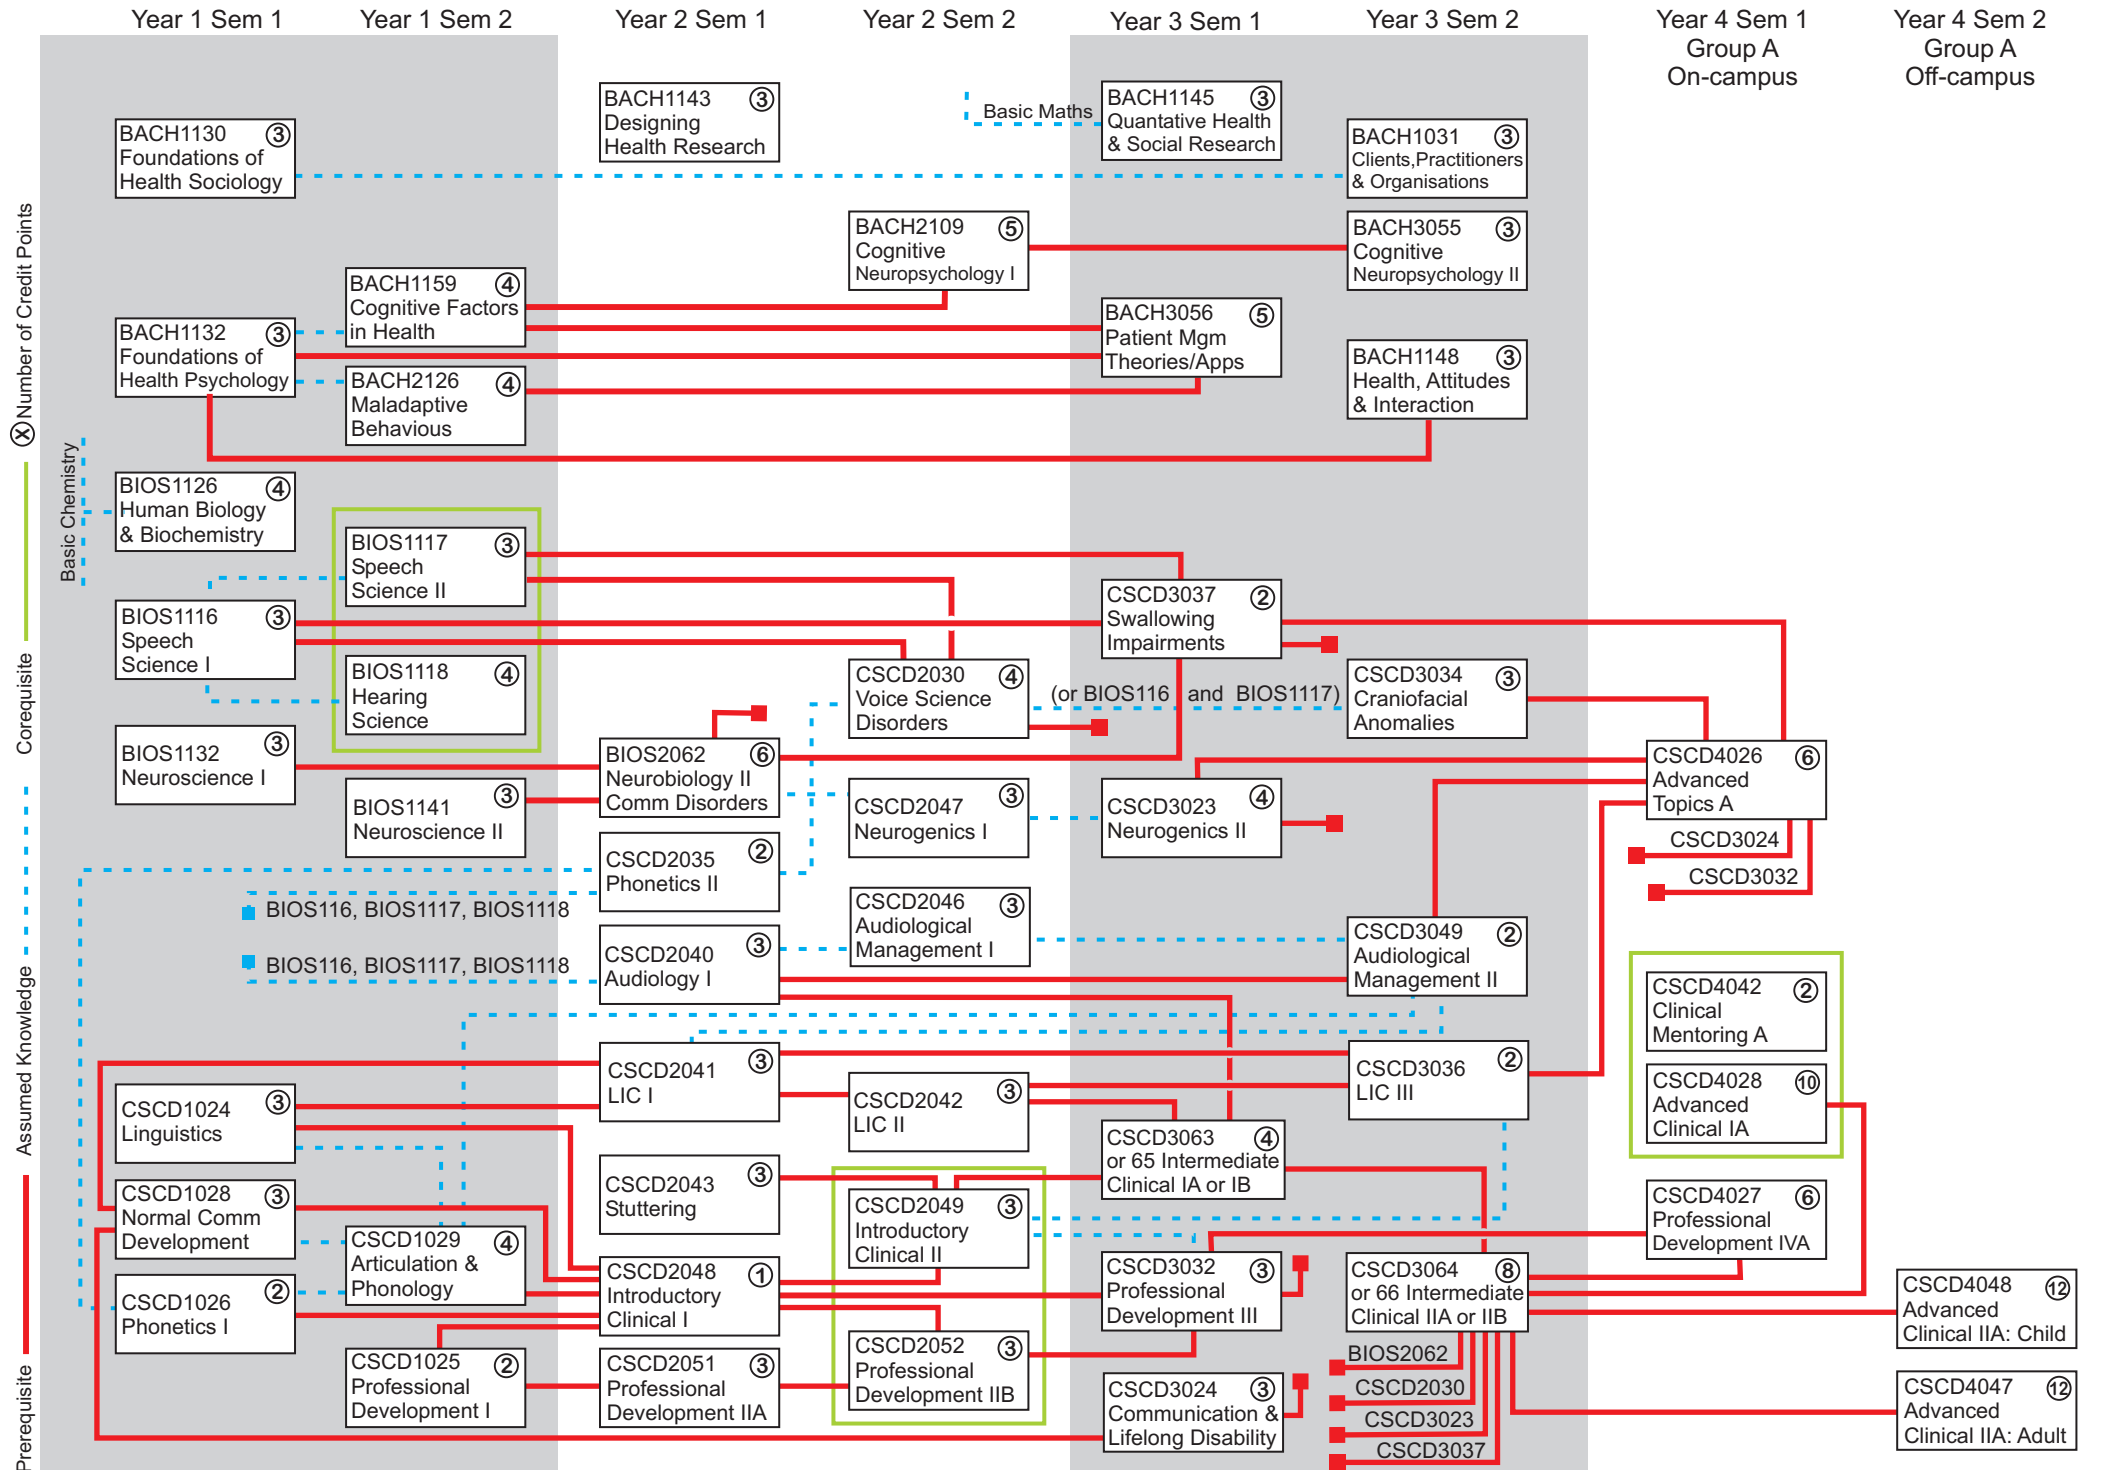 Year 1 Sem 1
Year 1 Sem 2
Year 2 Sem 1
Year 2 Sem 2
Year 3 Sem 1
Year 3 Sem 2
Year 4 Sem 1
Group A
On-campus
Year 4 Sem 2
Group A
Off-campus
Prerequisite
Assumed Knowledge
Corequisite
X Number of Credit Points
BACH1130 3
Foundations of
Health Sociology
BACH1132 3
Foundations of
Health Psychology
Basic Chemistry
BIOS1126 4
Human Biology
& Biochemistry
BIOS1116 3
Speech
Science I
BIOS1132 3
Neuroscience I
CSCD1024 3
Linguistics
CSCD1028 3
Normal Comm
Development
CSCD1026 2
Phonetics I
BACH1159 4
Cognitive Factors
in Health
BACH2126 4
Maladaptive
Behavious
BIOS1117 3
Speech
Science II
BIOS1118 4
Hearing
Science
BIOS1141 3
Neuroscience II
BIOS116, BIOS1117, BIOS1118
BIOS116, BIOS1117, BIOS1118
CSCD1029 4
Articulation &
Phonology
CSCD1025 2
Professional
Development I
BACH1143 3
Designing
Health Research
BIOS2062 6
Neurobiology II
Comm Disorders
CSCD2035 2
Phonetics II
CSCD2040 3
Audiology I
CSCD2041 3
LIC I
CSCD2043 3
Stuttering
CSCD2048 1
Introductory
Clinical I
CSCD2051 3
Professional
Development IIA
BACH2109 5
Cognitive
Neuropsychology I
CSCD2030 4
Voice Science
Disorders
CSCD2047 3
Neurogenics I
CSCD2046 3
Audiological
Management I
CSCD2042 3
LIC II
CSCD2049 3
Introductory
Clinical II
CSCD2052 3
Professional
Development IIB
Basic Maths
BACH1145 3
Quantative Health
& Social Research
BACH3056 5
Patient Mgm
Theories/Apps
CSCD3037 2
Swallowing
Impairments
(or BIOS116 and BIOS1117)
CSCD3023 4
Neurogenics II
CSCD3063 4
or 65 Intermediate
Clinical IA or IB
CSCD3032 3
Professional
Development III
CSCD3024 3
Communication &
Lifelong Disability
BACH1031 3
Clients,Practitioners
& Organisations
BACH3055 3
Cognitive
Neuropsychology II
BACH1148 3
Health, Attitudes
& Interaction
CSCD3034 3
Craniofacial
Anomalies
CSCD3049 2
Audiological
Management II
CSCD3036 2
LIC III
CSCD3064 8
or 66 Intermediate
Clinical IIA or IIB
BIOS2062
CSCD2030
CSCD3023
CSCD3037
CSCD4026 6
Advanced
Topics A
CSCD3024
CSCD3032
CSCD4042 2
Clinical
Mentoring A
CSCD4028 10
Advanced
Clinical IA
CSCD4027 6
Professional
Development IVA
CSCD4048 12
Advanced
Clinical IIA: Child
CSCD4047 12
Advanced
Clinical IIA: Adult